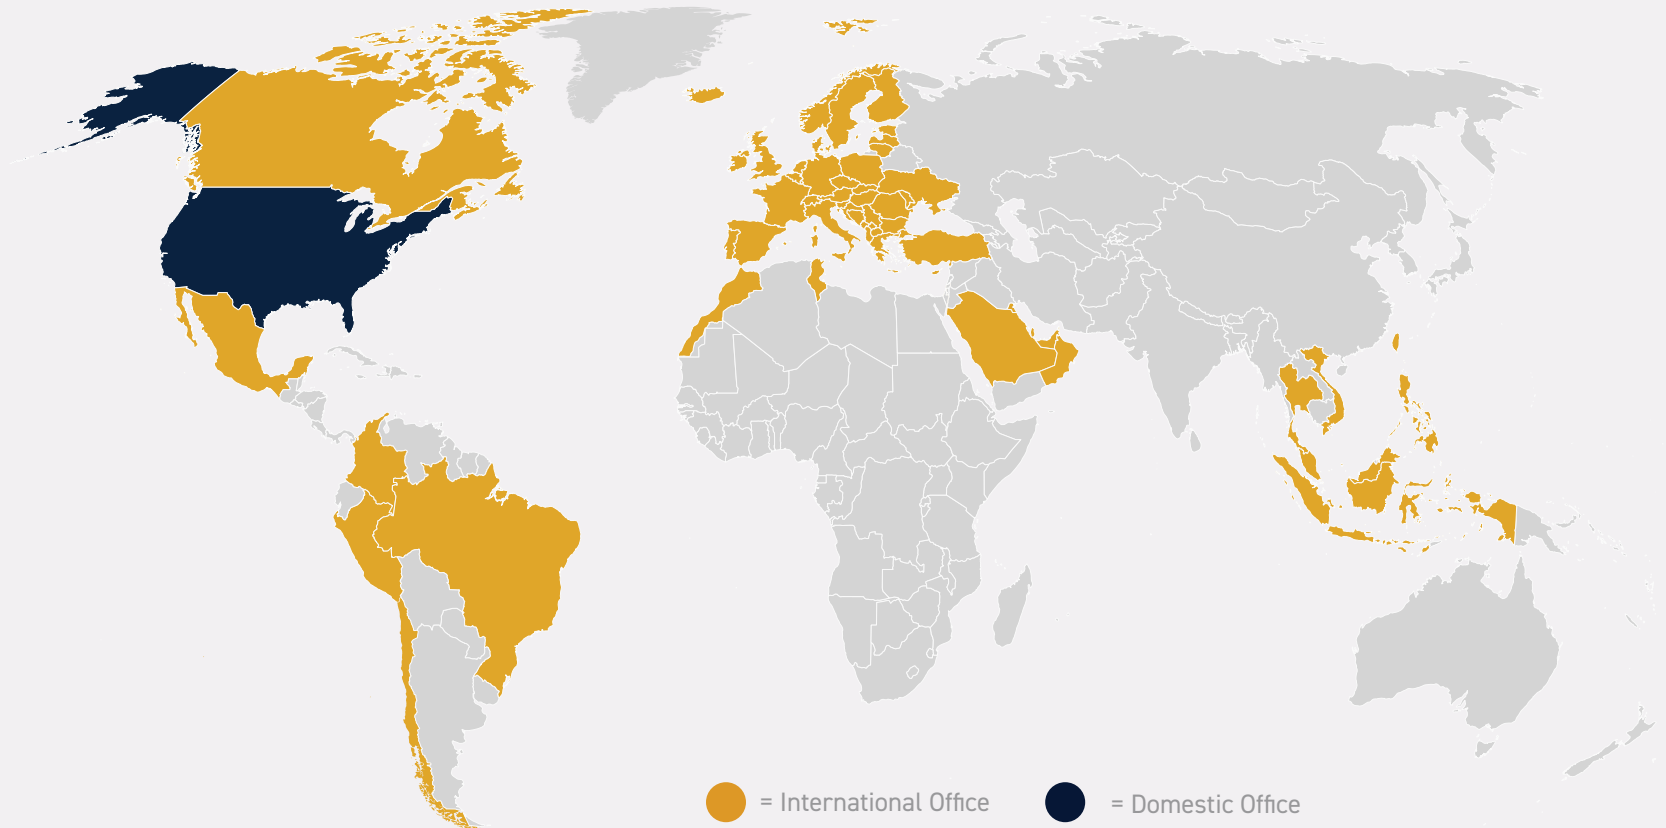 = International Office
= Domestic Office